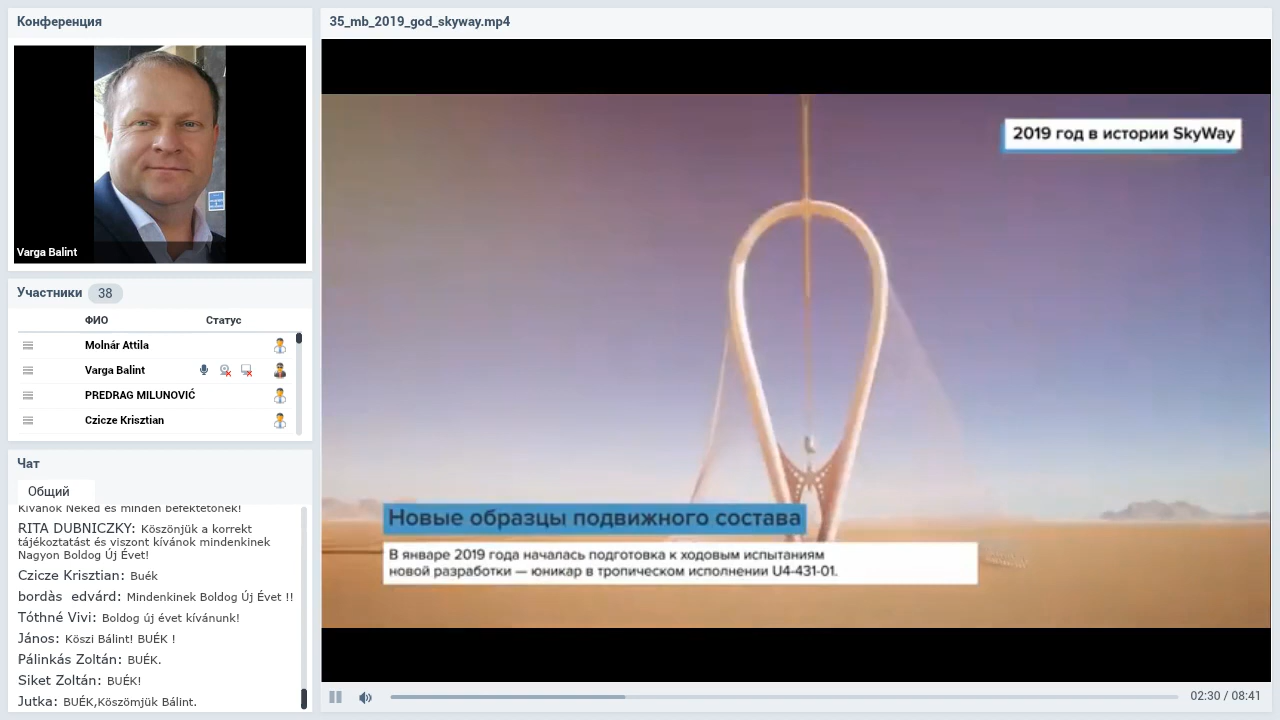 Конференция
Varga Balint
Участники 38
ФИО Статус
Molnár Attila
Varga Balint
PREDRAG MILUNOVIĆ
Czicze Krisztian
Чат
Общий
Kívánok Neked és minden befektetőnek!
RITA DUBNICZKY: Köszönjük a korrekt
tájékoztatást és viszont kívánok mindenkinek
Nagyon Boldog Új Évet!
Czicze Krisztian: Buék
bordàs edvárd: Mindenkinek Boldog Új Évet !!
Tóthné Vivi: Boldog új évet kívánunk!
János: Köszi Bálint! BUÉK !
Pálinkás Zoltán: BUÉK.
Siket Zoltán: BUÉK!
Jutka: BUÉK,Köszömjük Bálint.
35_mb_2019_god_skyway.mp4
2019 год в истории SkyWay
Новые образцы подвижного состава
В январе 2019 года началась подготовка к ходовым испытаниям
новой разработки — юникар в тропическом исполнении U4-431-01.
02:30 / 08:41